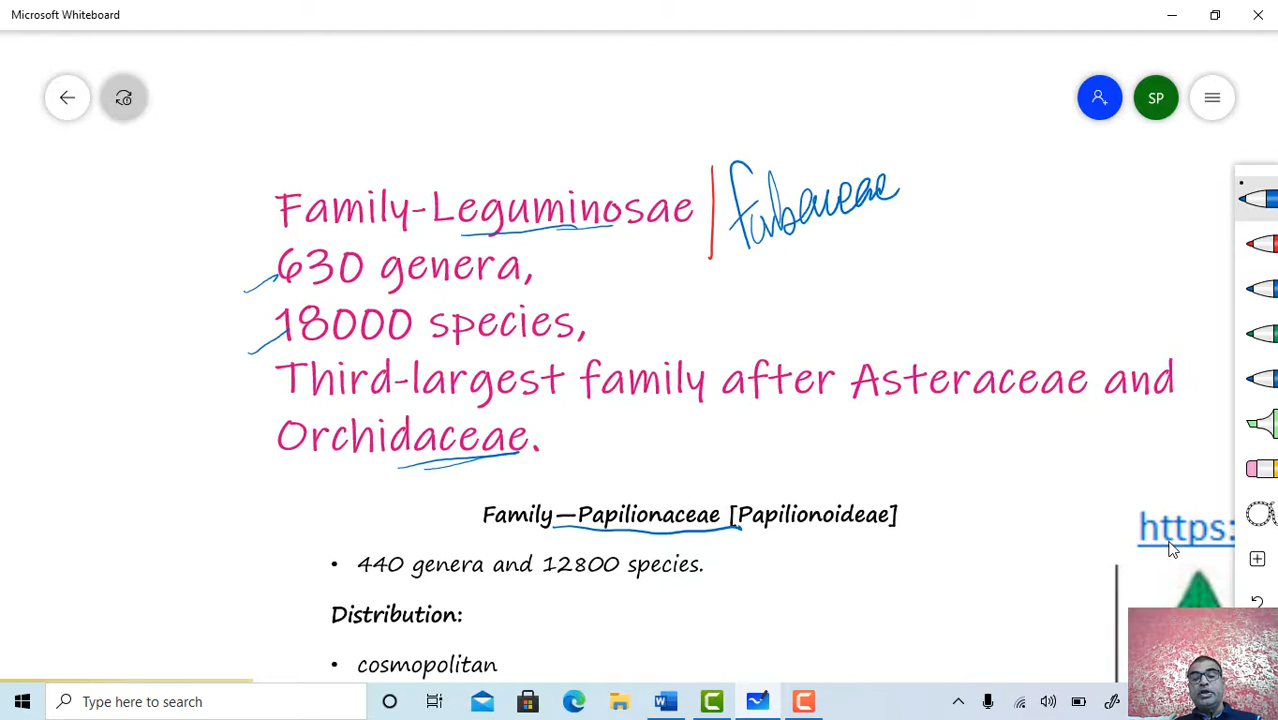 Microsoft Whiteboard
SP
Family-Leguminosae | Fabaceae
630 genera,
18000 species,
Third-largest family after Asteraceae and
Orchidaceae.
Family—Papilionaceae [Papilionoideae]
https:
• 440 genera and 12800 species.
Distribution:
• cosmopolitan
Type here to search